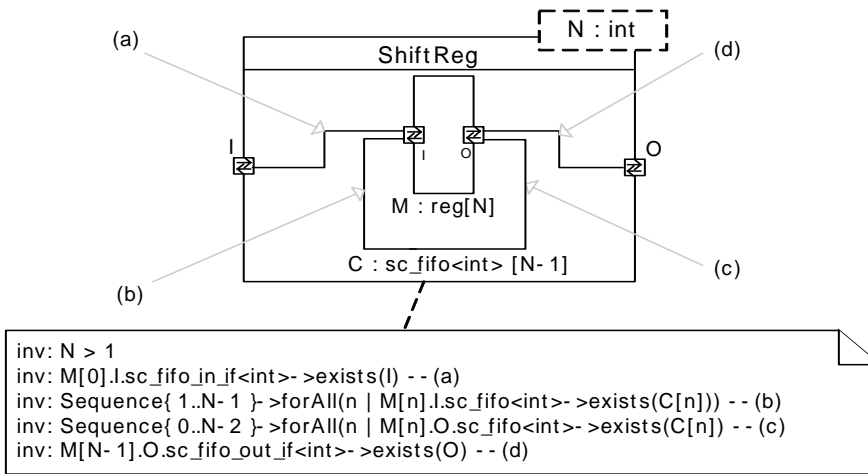 N : int
(a)
(d)
ShiftReg
I
O
I
O
M : reg[N]
C : sc_fifo<int> [N-1]
(b)
(c)
inv: N > 1
inv: M[0].I.sc_fifo_in_if<int>->exists(I) -- (a)
inv: Sequence{ 1..N-1 }->forAll(n | M[n].I.sc_fifo<int>->exists(C[n])) -- (b)
inv: Sequence{ 0..N-2 }->forAll(n | M[n].O.sc_fifo<int>->exists(C[n]) -- (c)
inv: M[N-1].O.sc_fifo_out_if<int>->exists(O) -- (d)